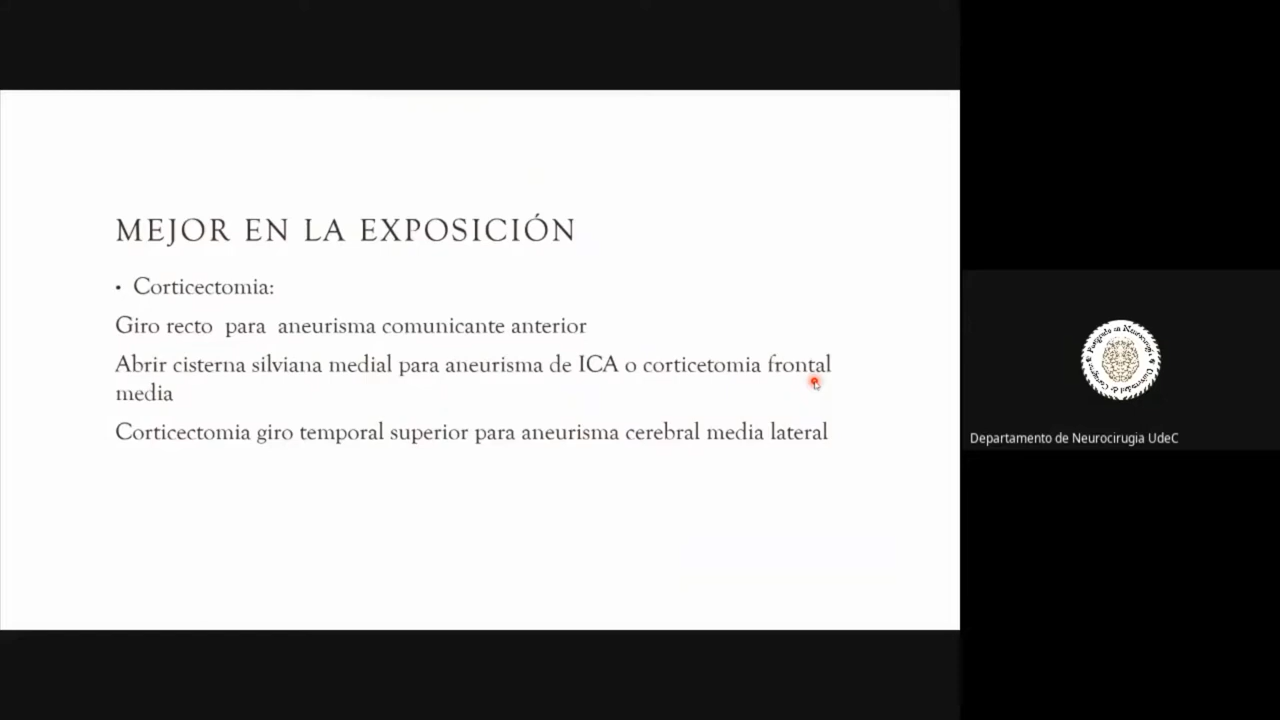 MEJOR EN LA EXPOSICIÓN
• Corticectomia:
Giro recto para aneurisma comunicante anterior
Abrir cisterna silviana medial para aneurisma de ICA o corticetomia frontal
media
Corticectomia giro temporal superior para aneurisma cerebral media lateral
Departamento de Neurocirugia UdeC